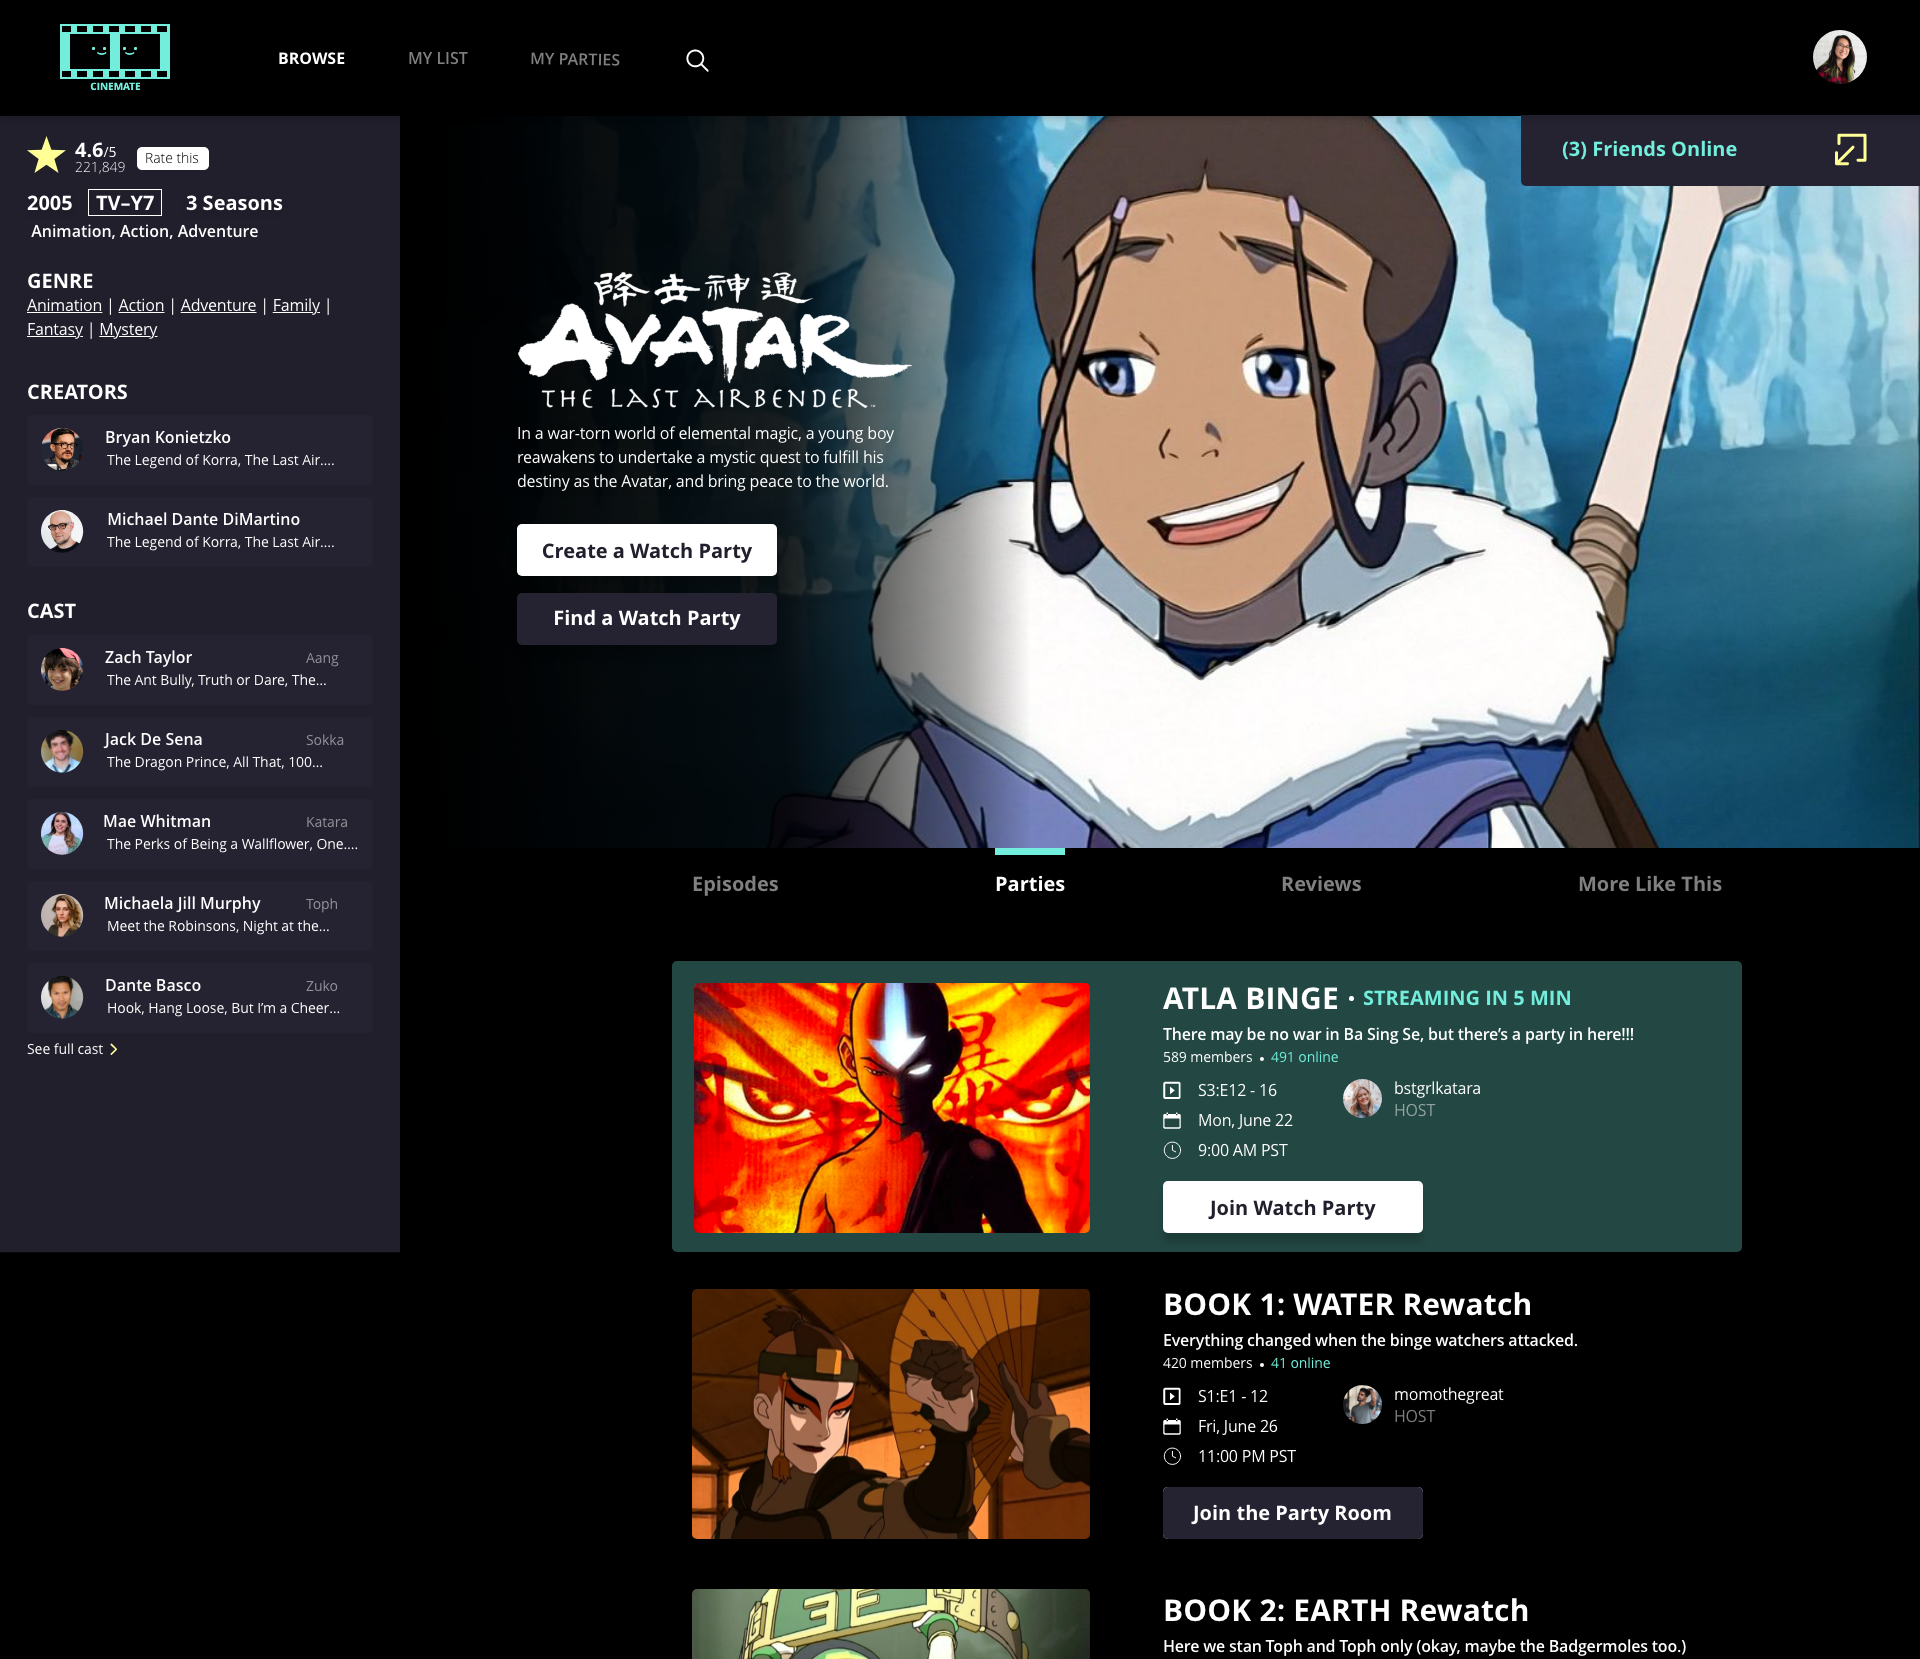 CINEMATE
BROWSE
MY LIST
MY PARTIES
4.6/5
221,849
Rate this
2005
TV–Y7
3 Seasons
Animation, Action, Adventure
GENRE
Animation | Action | Adventure | Family |
Fantasy | Mystery
CREATORS
Bryan Konietzko
The Legend of Korra, The Last Air....
Michael Dante DiMartino
The Legend of Korra, The Last Air....
CAST
Zach Taylor
Aang
The Ant Bully, Truth or Dare, The...
Jack De Sena
Sokka
The Dragon Prince, All That, 100...
Mae Whitman
Katara
The Perks of Being a Wallflower, One....
Michaela Jill Murphy
Toph
Meet the Robinsons, Night at the...
Dante Basco
Zuko
Hook, Hang Loose, But I’m a Cheer...
See full cast
(3) Friends Online
降去神通
AVATAR
THE LAST AIRBENDER™
In a war-torn world of elemental magic, a young boy
reawakens to undertake a mystic quest to fulfill his
destiny as the Avatar, and bring peace to the world.
Create a Watch Party
Find a Watch Party
Episodes
Parties
Reviews
More Like This
ATLA BINGE • STREAMING IN 5 MIN
There may be no war in Ba Sing Se, but there’s a party in here!!!
589 members • 491 online
S3:E12 - 16
bstgrlkatara
HOST
Mon, June 22
9:00 AM PST
Join Watch Party
BOOK 1: WATER Rewatch
Everything changed when the binge watchers attacked.
420 members • 41 online
S1:E1 - 12
momothegreat
HOST
Fri, June 26
11:00 PM PST
Join the Party Room
BOOK 2: EARTH Rewatch
Here we stan Toph and Toph only (okay, maybe the Badgermoles too.)